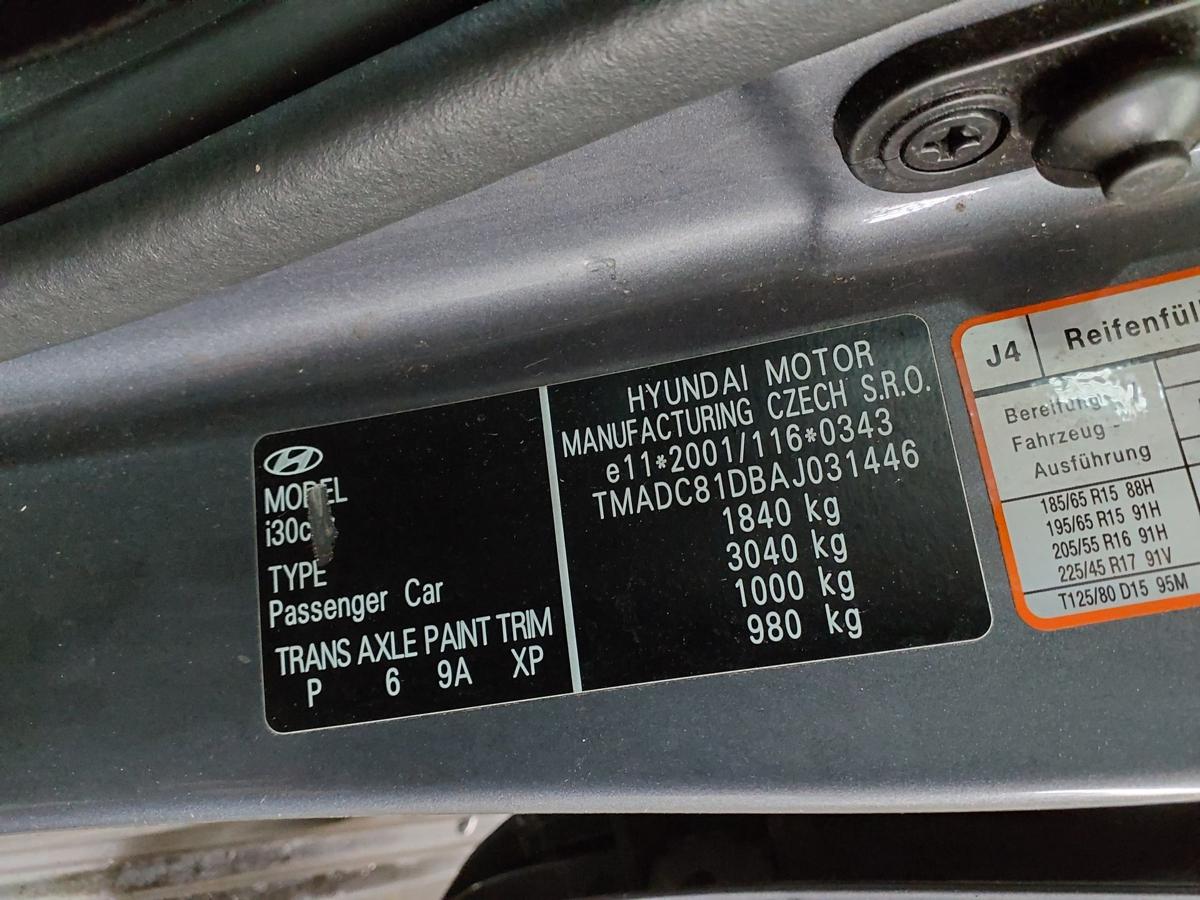 MODEL
i30c
TYPE
Passenger Car
TRANS AXLE PAINT TRIM
P 6 9A XP
HYUNDAI MOTOR
MANUFACTURING CZECH S.R.O.
e11*2001/116*0343
TMADC81DBAJ031446
1840 kg
3040 kg
1000 kg
980 kg
J4 Reifenfül
Bereifung
Fahrzeug -
Ausführung
185/65 R15 88H
195/65 R15 91H
205/55 R16 91H
225/45 R17 91V
T125/80 D15 95M